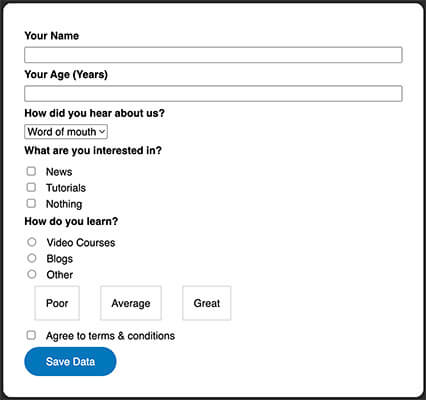 Your Name
Your Age (Years)
How did you hear about us?
Word of mouth
What are you interested in?
News
Tutorials
Nothing
How do you learn?
Video Courses
Blogs
Other
Poor Average Great
Agree to terms & conditions
Save Data